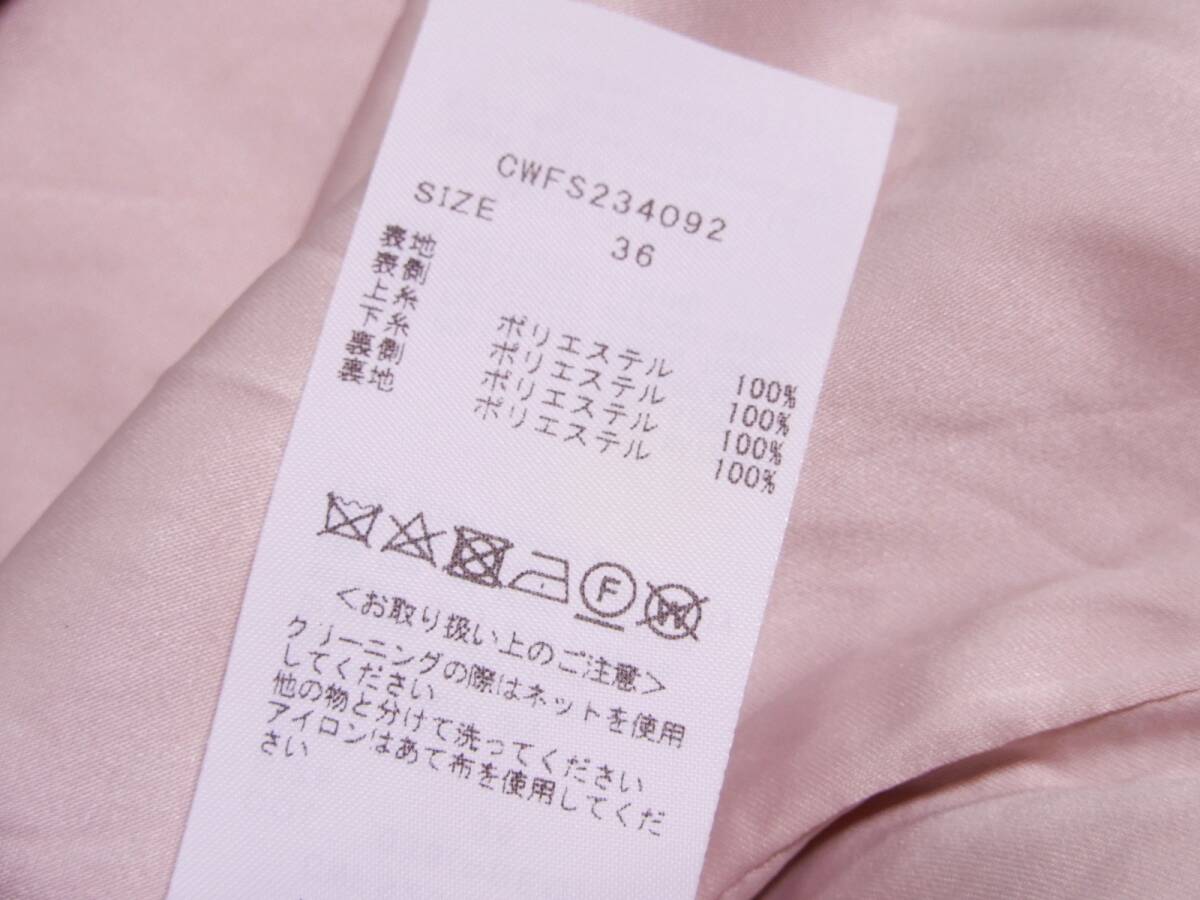 CWFS234092
SIZE 36
表地
表側
上糸 ポリエステル 100%
下糸 ポリエステル 100%
裏側 ポリエステル 100%
裏地 ポリエステル 100%
F
W
<お取り扱い上のご注意>
クリーニングの際はネットを使用
してください
他の物と分けて洗ってください
アイロンはあて布を使用してくだ
さい